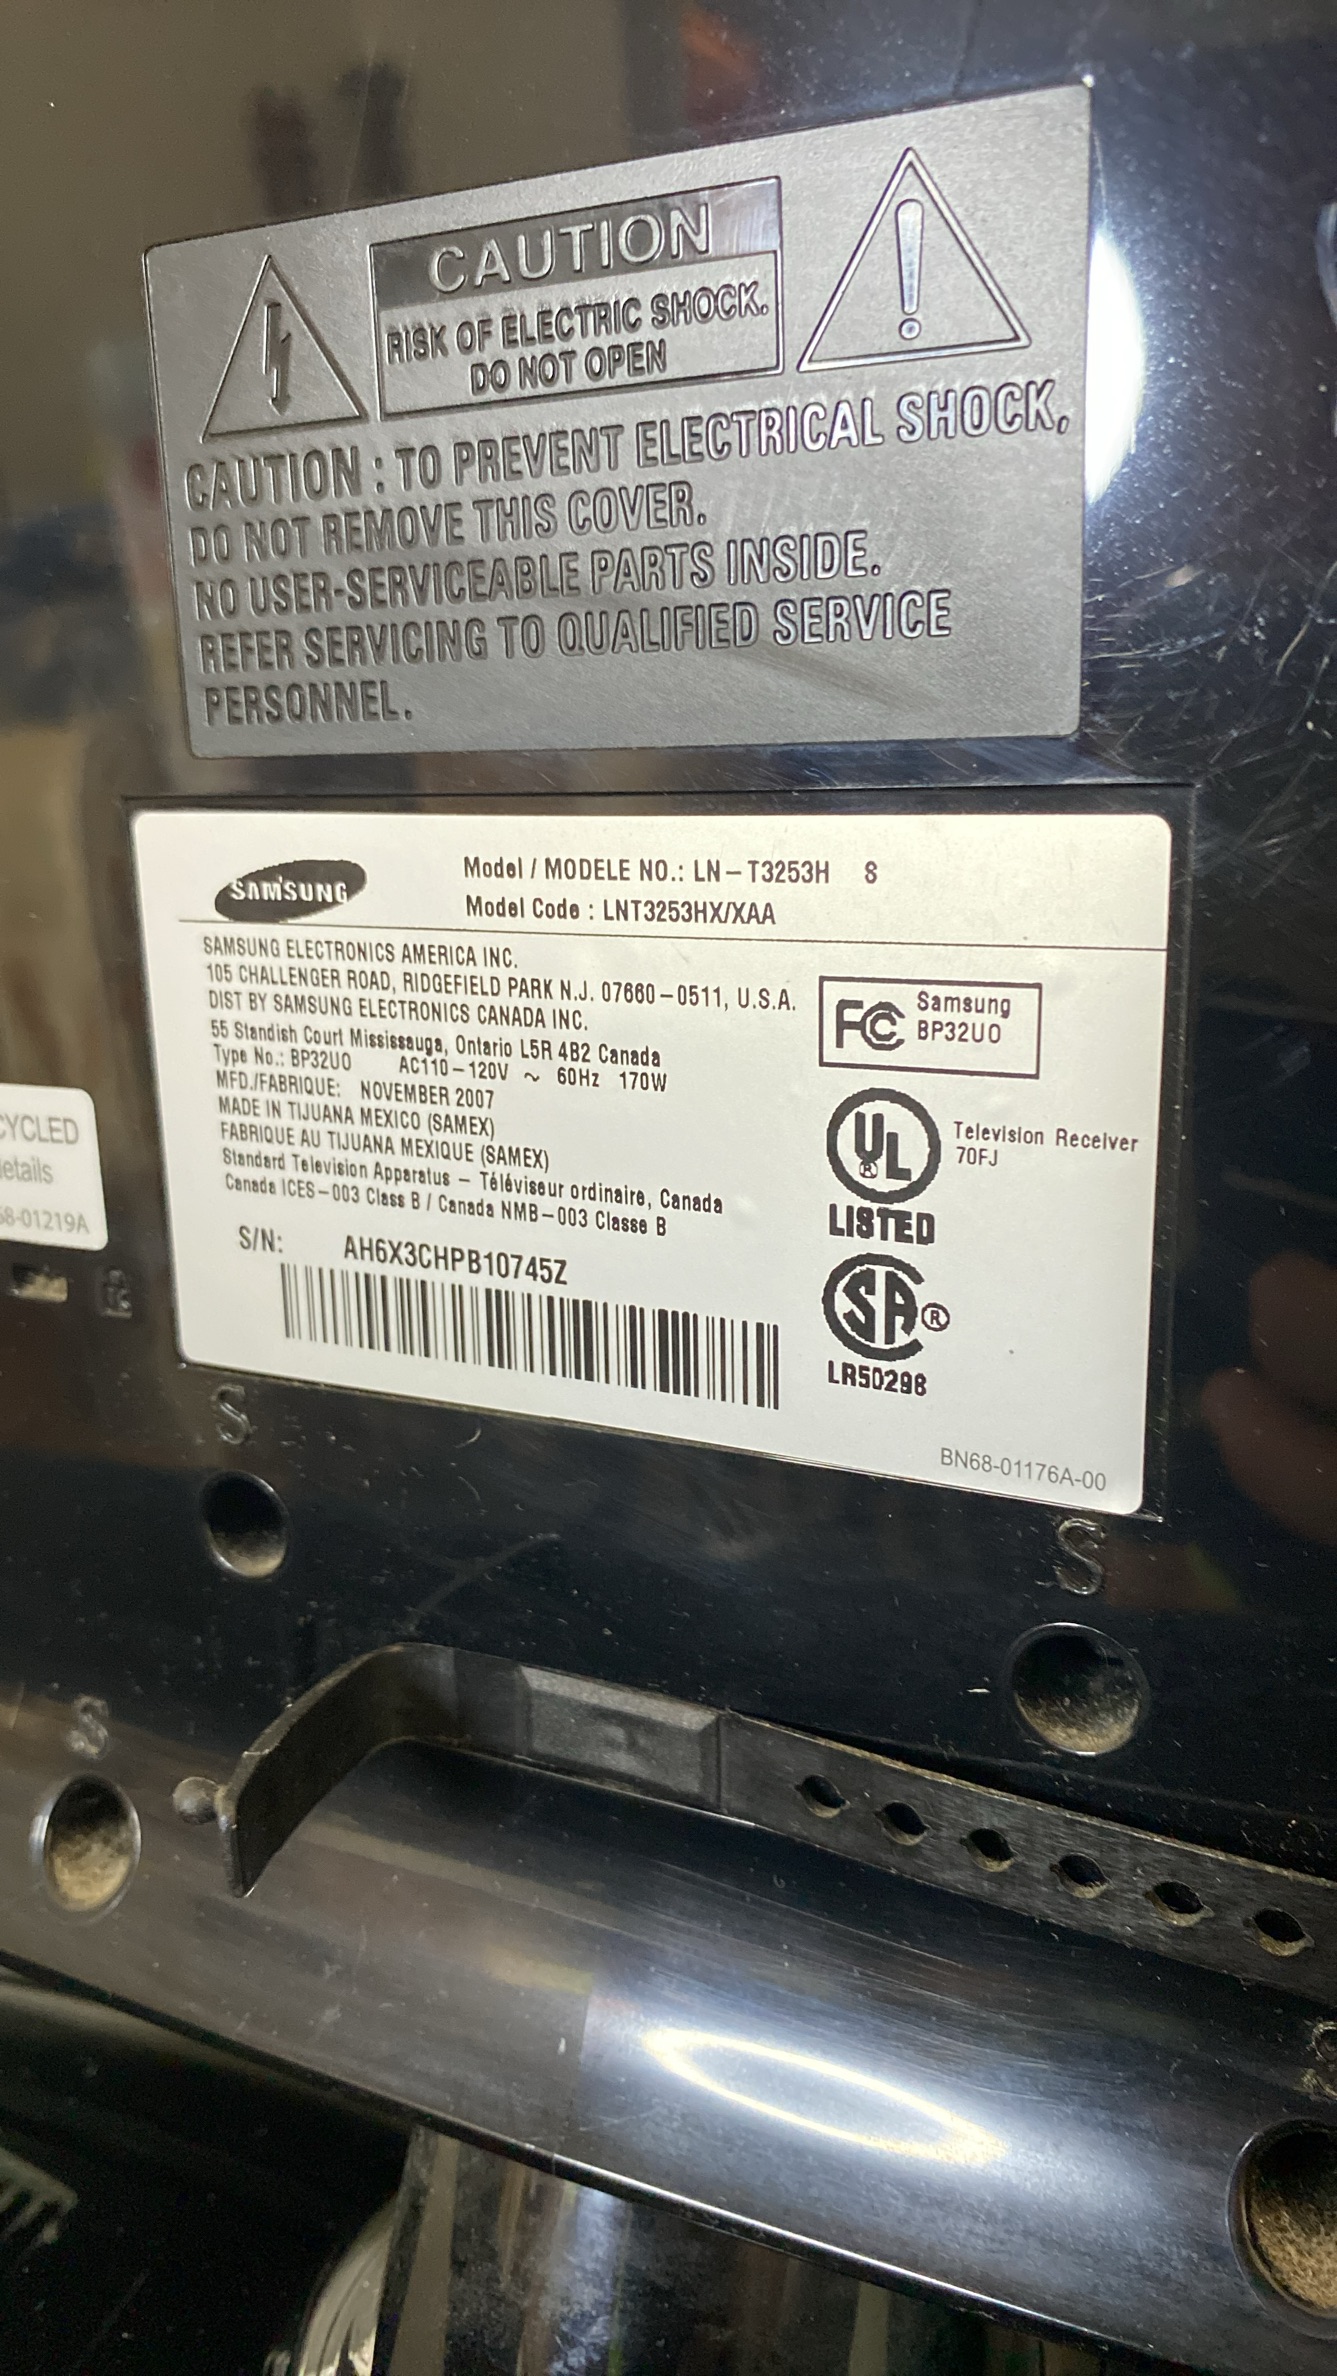 CAUTION
RISK OF ELECTRIC SHOCK.
DO NOT OPEN
CAUTION : TO PREVENT ELECTRICAL SHOCK,
DO NOT REMOVE THIS COVER.
NO USER-SERVICEABLE PARTS INSIDE.
REFER SERVICING TO QUALIFIED SERVICE
PERSONNEL.
SAMSUNG
Model / MODELE NO.: LN-T3253H S
Model Code : LNT3253HX/XAA
SAMSUNG ELECTRONICS AMERICA INC.
105 CHALLENGER ROAD, RIDGEFIELD PARK N.J. 07660-0511, U.S.A.
DIST BY SAMSUNG ELECTRONICS CANADA INC.
55 Standish Court Mississauga, Ontario L5R 4B2 Canada
Type No.: BP32UO AC110-120V ~ 60Hz 170W
MFD./FABRIQUE: NOVEMBER 2007
MADE IN TIJUANA MEXICO (SAMEX)
FABRIQUE AU TIJUANA MEXIQUE (SAMEX)
Standard Television Apparatus – Téléviseur ordinaire, Canada
Canada ICES-003 Class B / Canada NMB-003 Classe B
S/N: AH6X3CHPB10745Z
FC Samsung
BP32UO
UL ® Television Receiver
70FJ
LISTED
SA ®
LR50298
BN68-01176A-00
CYCLED
details
68-01219A
S
S
S